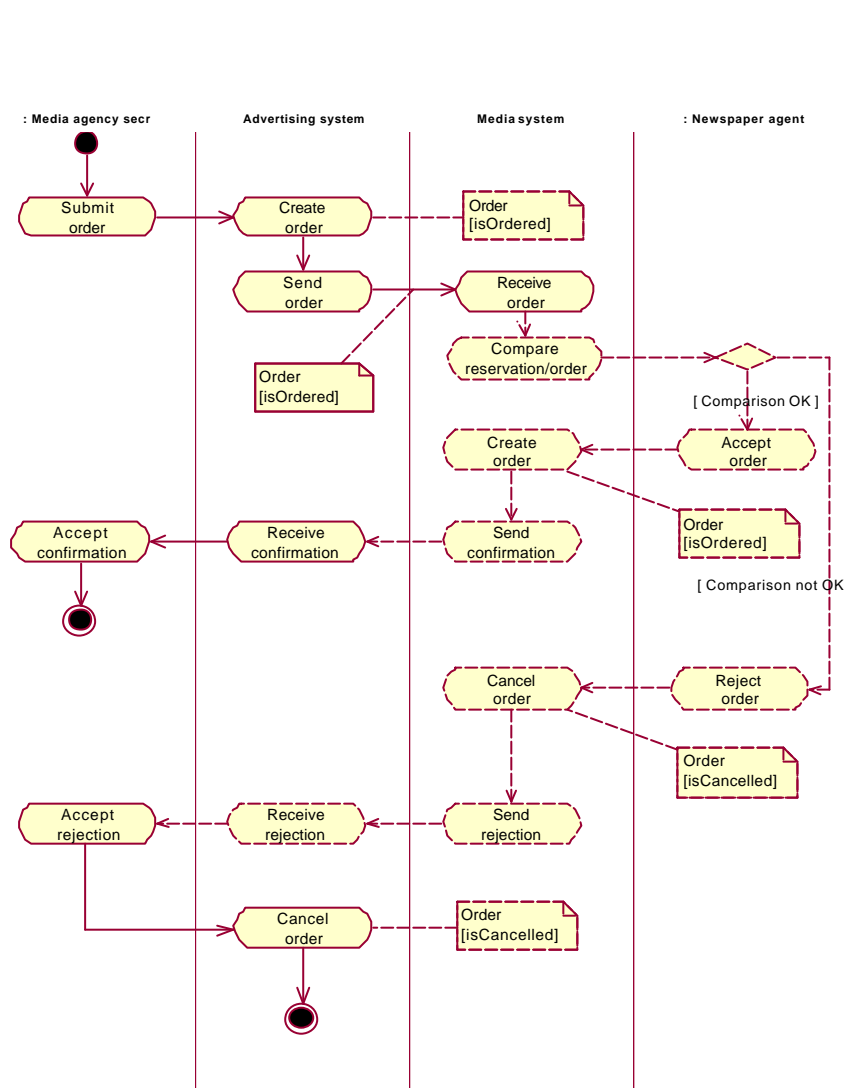 : Media agency secr
Advertising system
Media system
: Newspaper agent
Submit
order
Create
order
Order
[isOrdered]
Send
order
Receive
order
Compare
reservation/order
Order
[isOrdered]
[ Comparison OK ]
Create
order
Accept
order
Order
[isOrdered]
Accept
confirmation
Receive
confirmation
Send
confirmation
[ Comparison not OK
Cancel
order
Reject
order
Order
[isCancelled]
Accept
rejection
Receive
rejection
Send
rejection
Cancel
order
Order
[isCancelled]